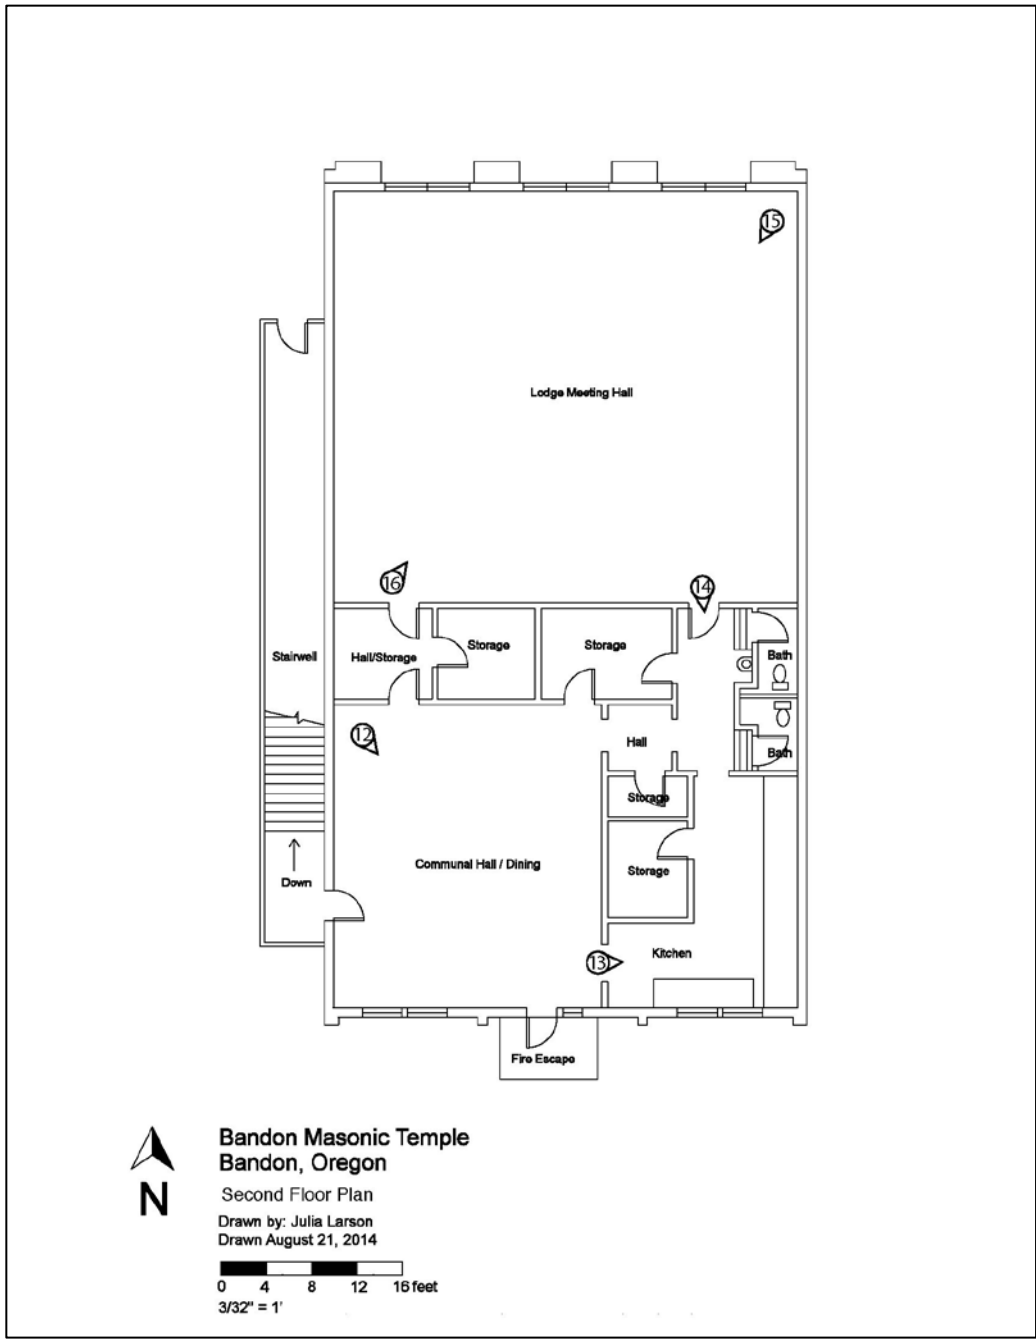 15
Lodge Meeting Hall
16
14
Stairwell
Hall/Storage
Storage
Storage
Bath
12
Hall
Bath
Storage
Communal Hall / Dining
Storage
Down
13
Kitchen
Fire Escape
N
Bandon Masonic Temple
Bandon, Oregon
Second Floor Plan
Drawn by: Julia Larson
Drawn August 21, 2014
0 4 8 12 16 feet
3/32" = 1'